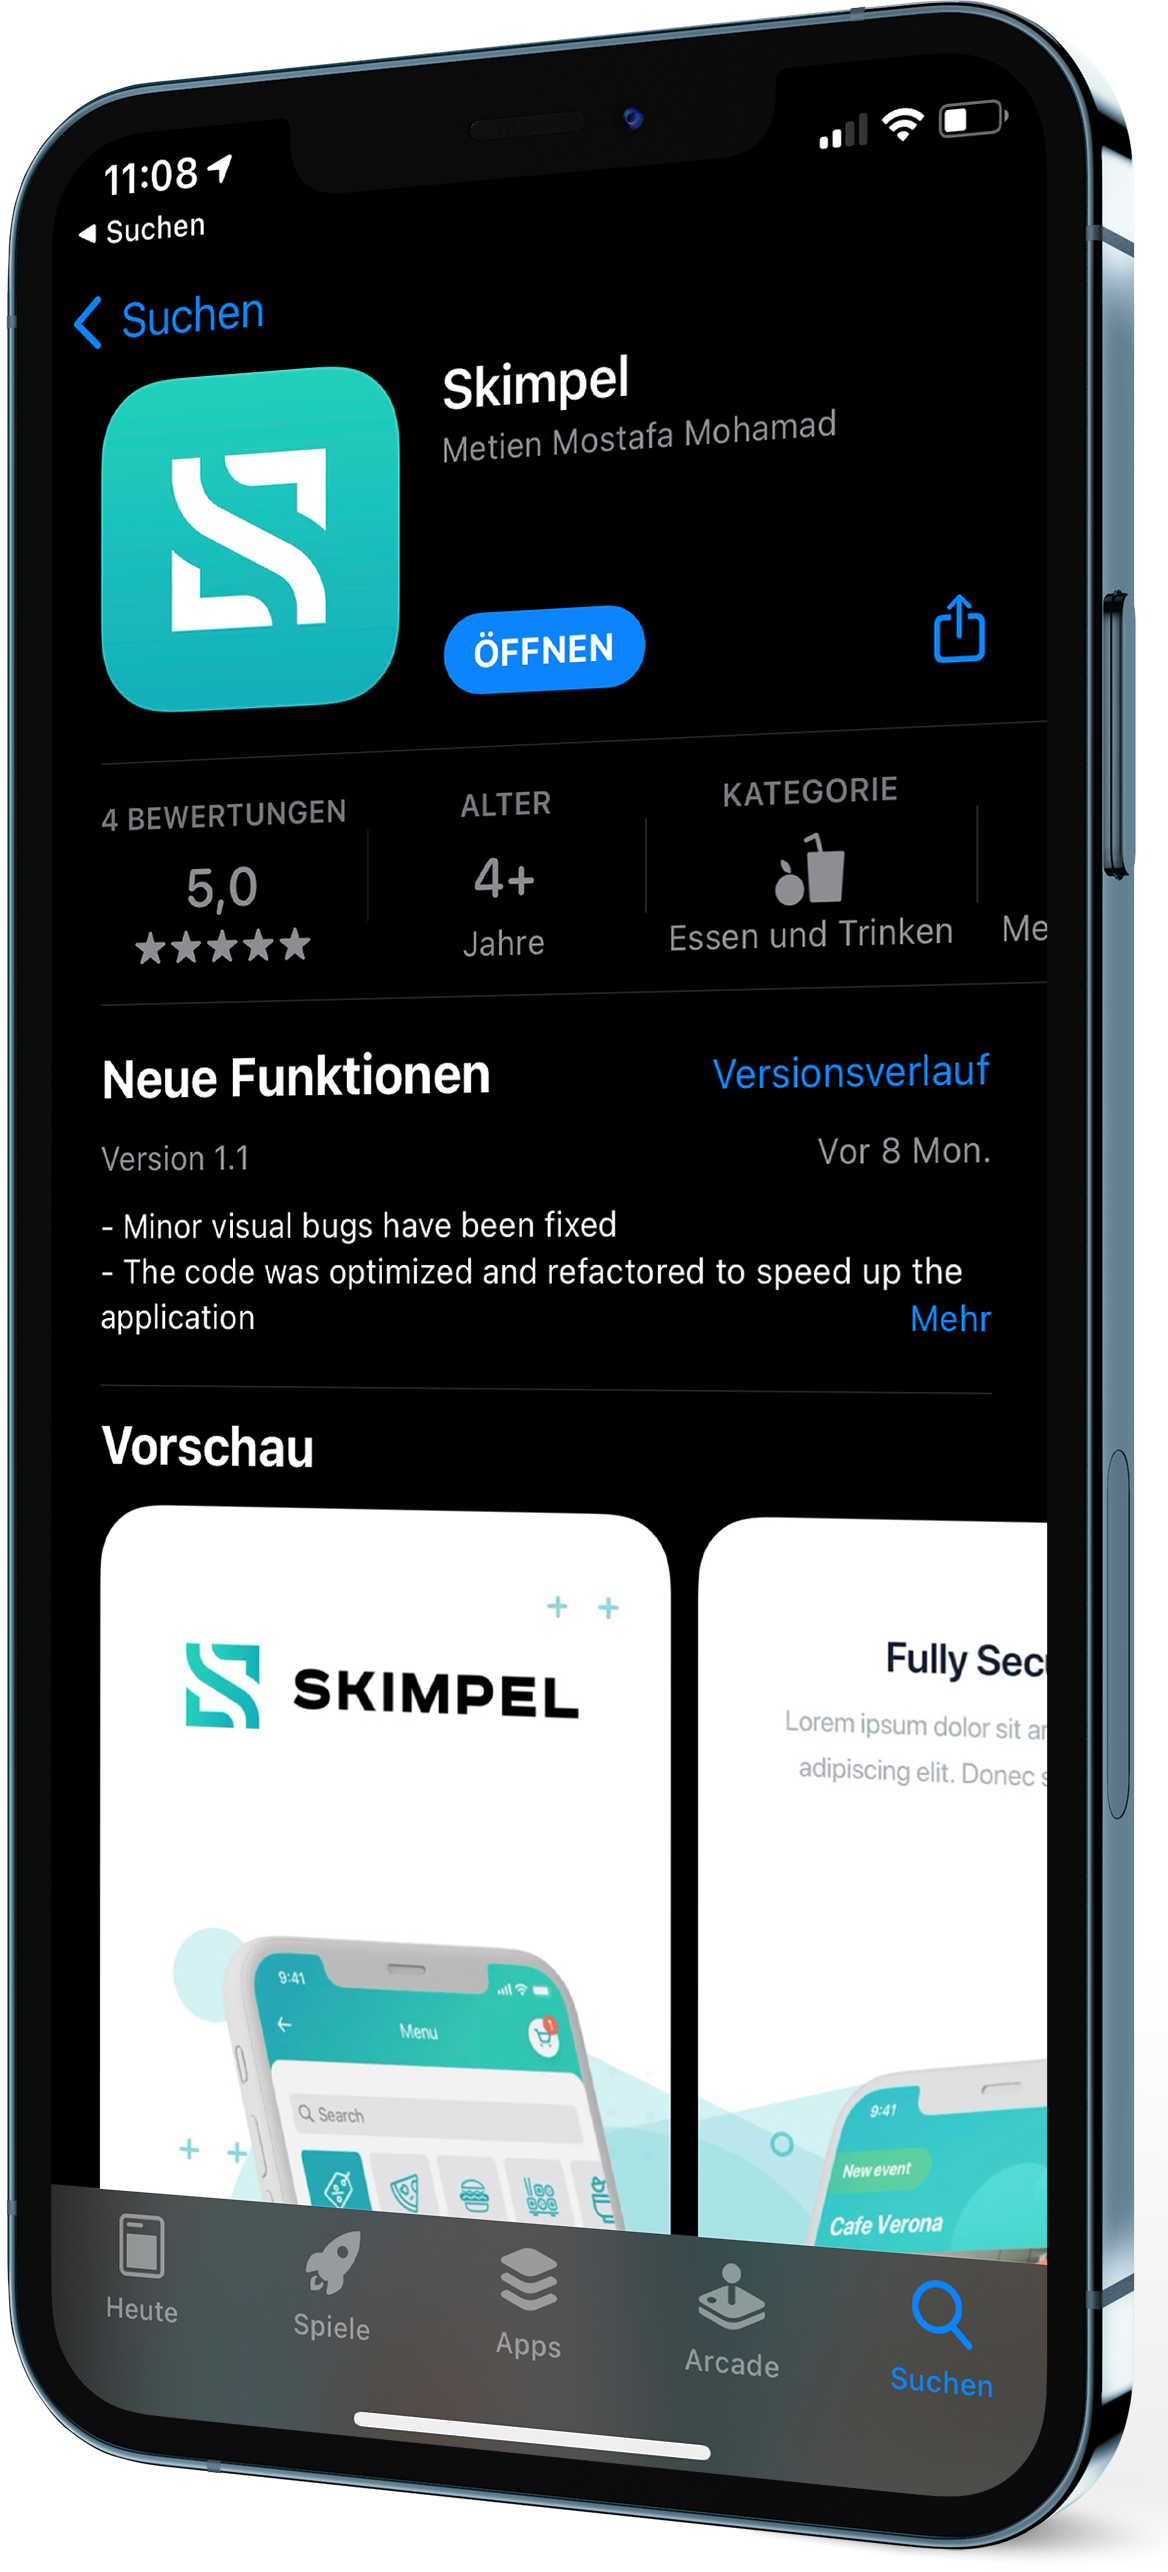 11:08
Suchen
Suchen
Skimpel
Metien Mostafa Mohamad
ÖFFNEN
4 BEWERTUNGEN
5,0
ALTER
4+
Jahre
KATEGORIE
Essen und Trinken
Me
Neue Funktionen
Versionsverlauf
Version 1.1
Vor 8 Mon.
- Minor visual bugs have been fixed
- The code was optimized and refactored to speed up the
application
Mehr
Vorschau
SKIMPEL
9:41
Menu
1
Search
Fully Secu
Lorem ipsum dolor sit
adipiscing elit. Donec
9:41
New event
Cafe Verona
Heute
Spiele
Apps
Arcade
Suchen